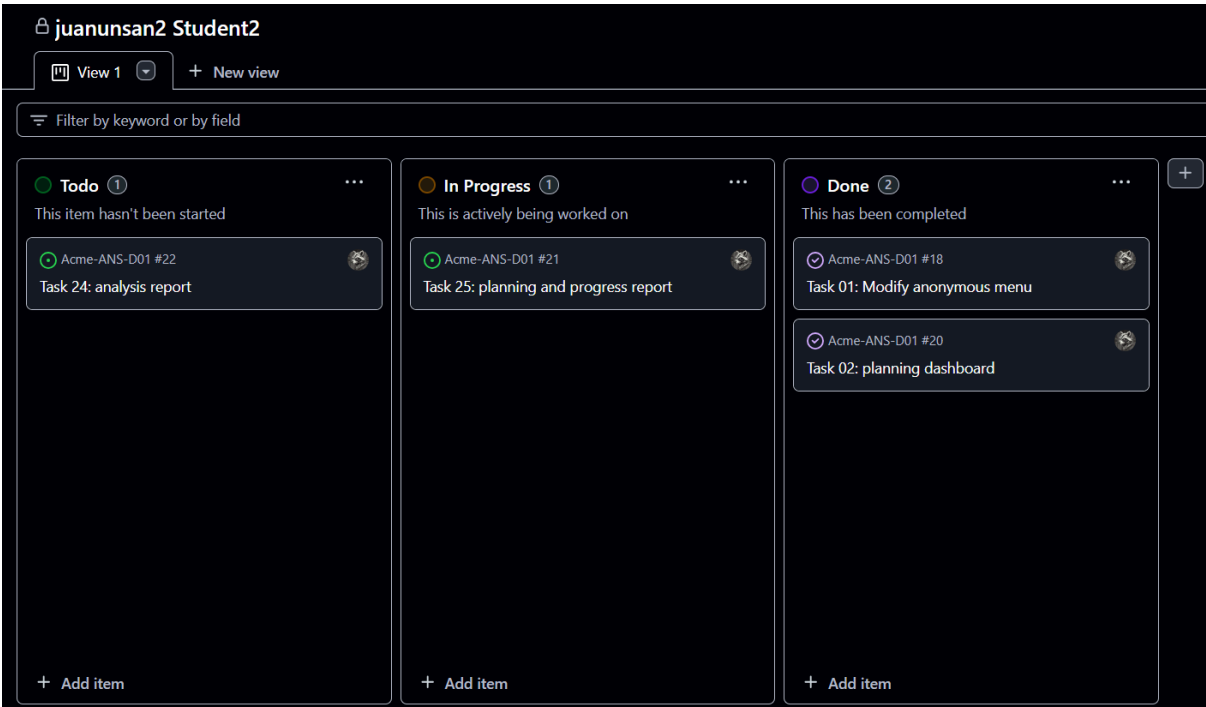 juanunsan2 Student2
View 1
New view
Filter by keyword or by field
Todo 1
This item hasn't been started
Acme-ANS-D01 #22
Task 24: analysis report
Add item
In Progress 1
This is actively being worked on
Acme-ANS-D01 #21
Task 25: planning and progress report
Add item
Done 2
This has been completed
Acme-ANS-D01 #18
Task 01: Modify anonymous menu
Acme-ANS-D01 #20
Task 02: planning dashboard
Add item